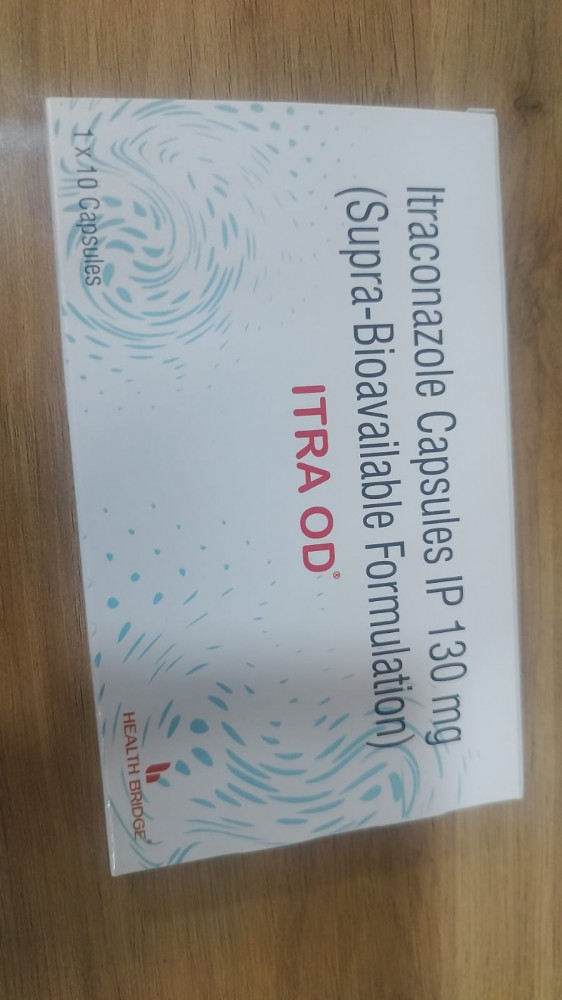 Itraconazole Capsules IP 130 mg
(Supra-Bioavailable Formulation)
ITRA OD®
1 X 10 Capsules
HEALTH BRIDGE®